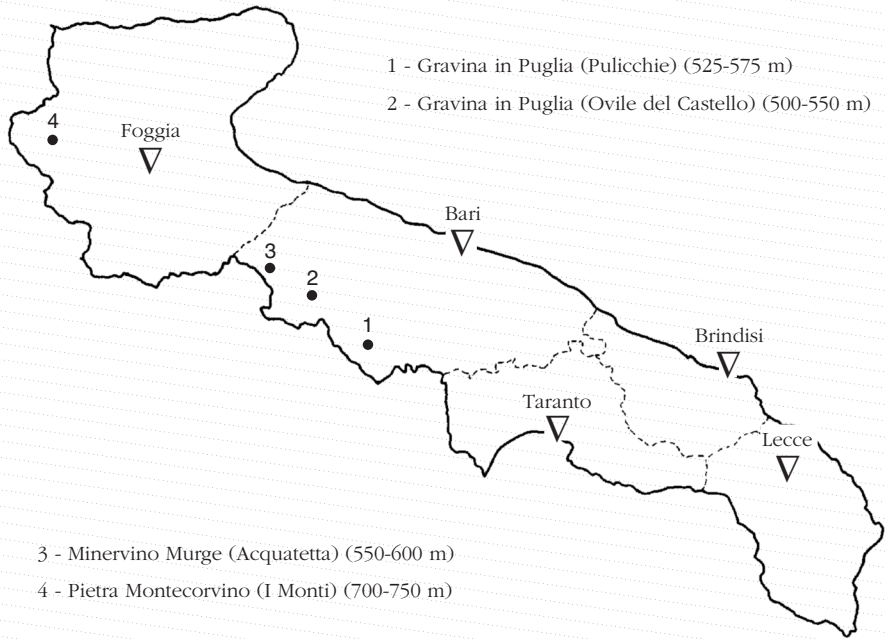 1 - Gravina in Puglia (Pulicchie) (525-575 m)
2 - Gravina in Puglia (Ovile del Castello) (500-550 m)
4
Foggia
Bari
3
2
1
Brindisi
Taranto
Lecce
3 - Minervino Murge (Acquatetta) (550-600 m)
4 - Pietra Montecorvino (I Monti) (700-750 m)